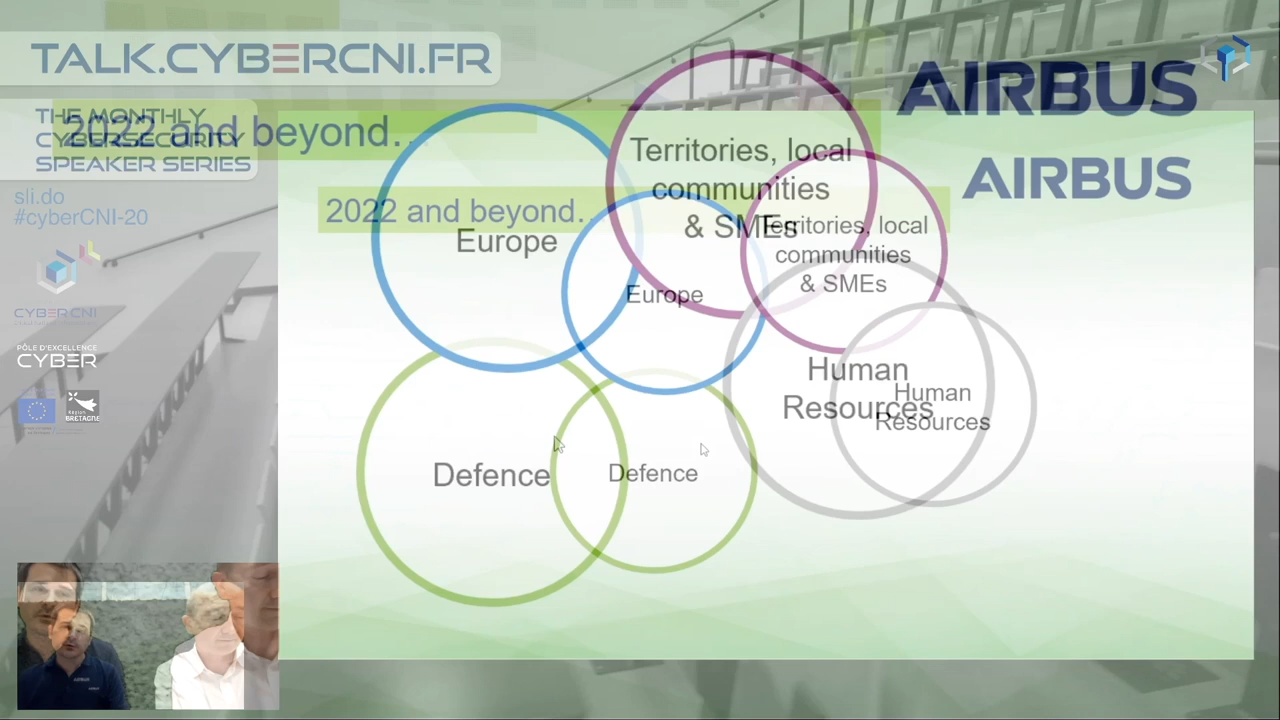 TALK.CYBERCNI.FR
THE MONTHLY
CYBERSECURITY
SPEAKER SERIES
sli.do
#cyberCNI-20
CYBERCNI
PÔLE D'EXCELLENCE
CYBER
Région
BRETAGNE
2022 and beyond..
2022 and beyond..
AIRBUS
AIRBUS
Territories, local
communities
& SMEs
Territories, local
communities
& SMEs
Europe
Europe
Human
Resources
Human
Resources
Defence
Defence
AIRBUS